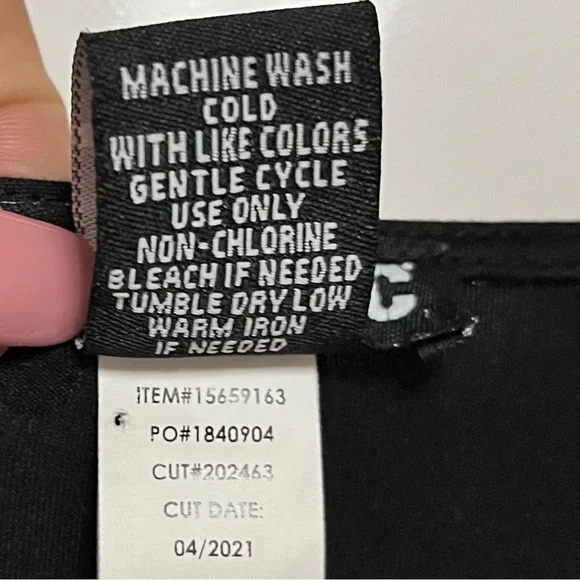 MACHINE WASH
COLD
WITH LIKE COLORS
GENTLE CYCLE
USE ONLY
NON-CHLORINE
BLEACH IF NEEDED
TUMBLE DRY LOW
WARM IRON
IF NEEDED
C
ITEM#15659163
PO#1840904
CUT#202463
CUT DATE:
04/2021